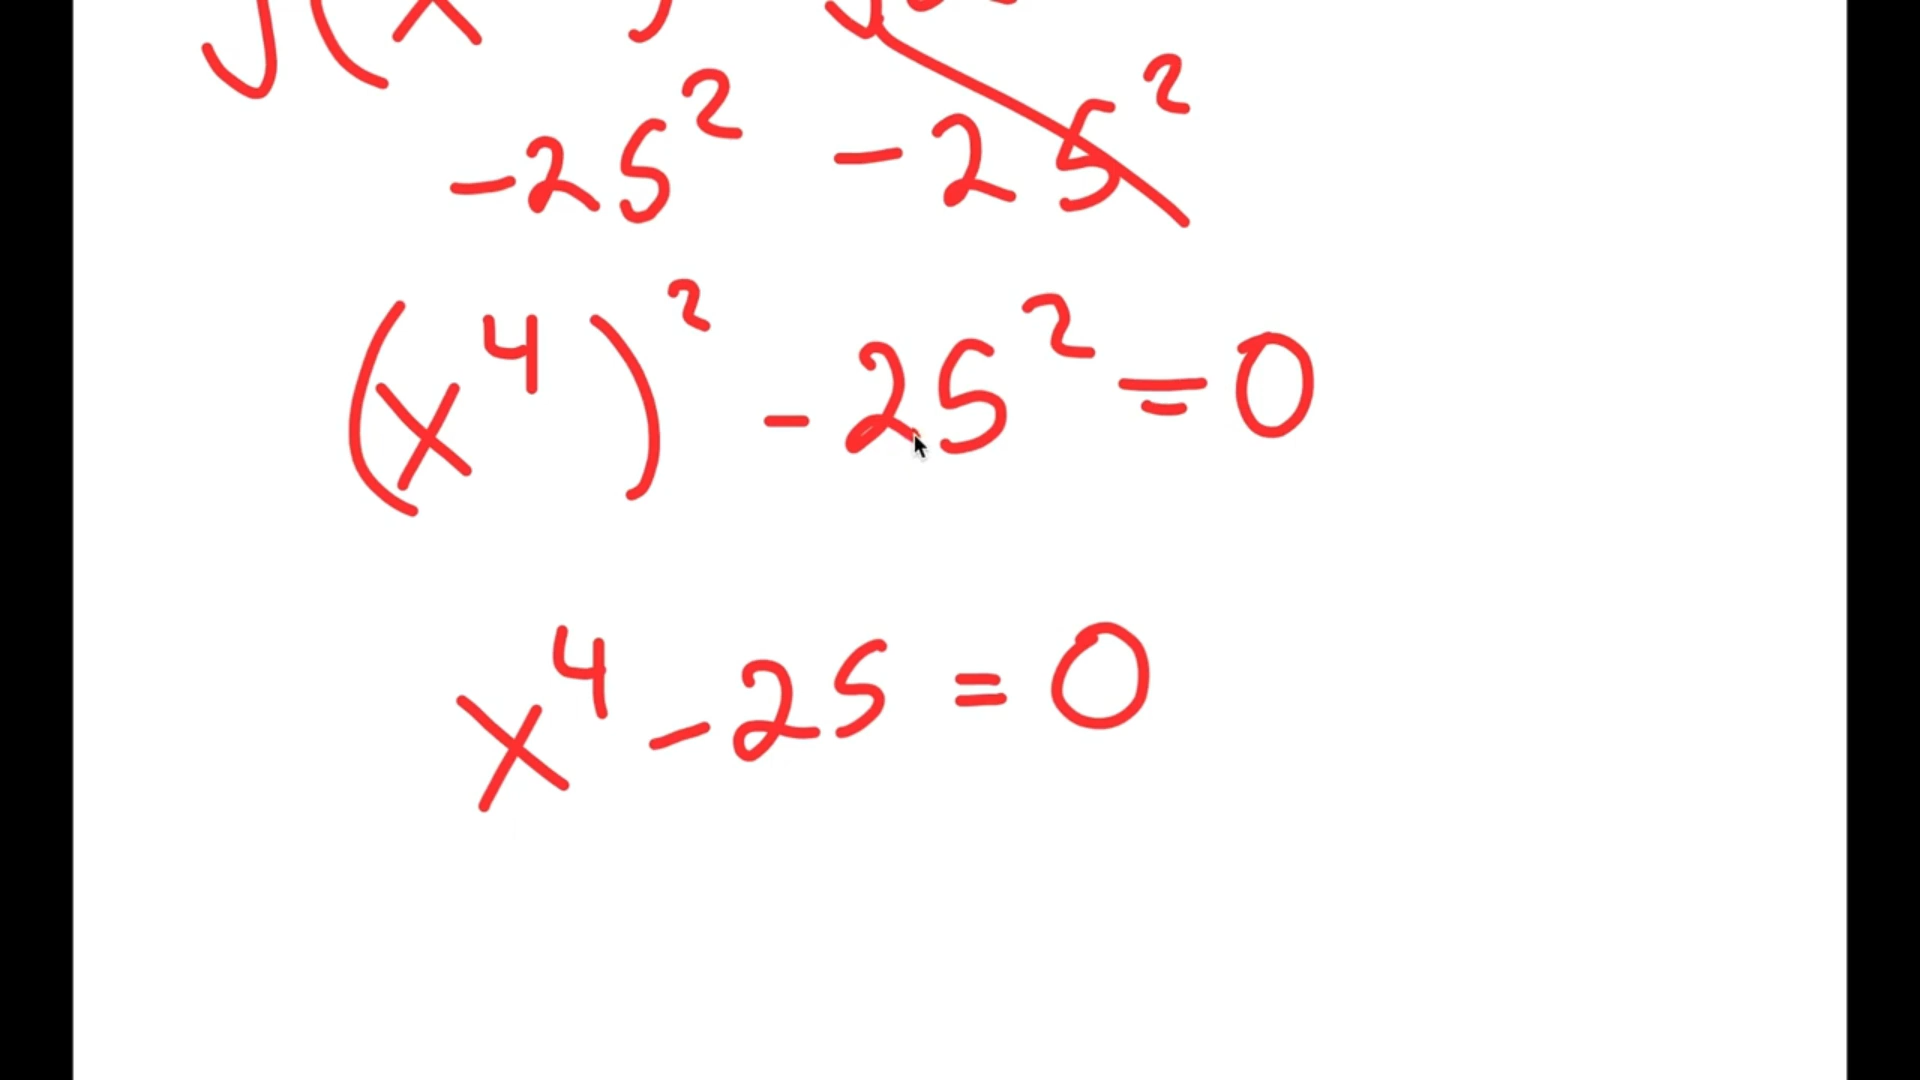 √(x )
-25² -25²
(x⁴)² - 25² = 0
x⁴ - 25 = 0